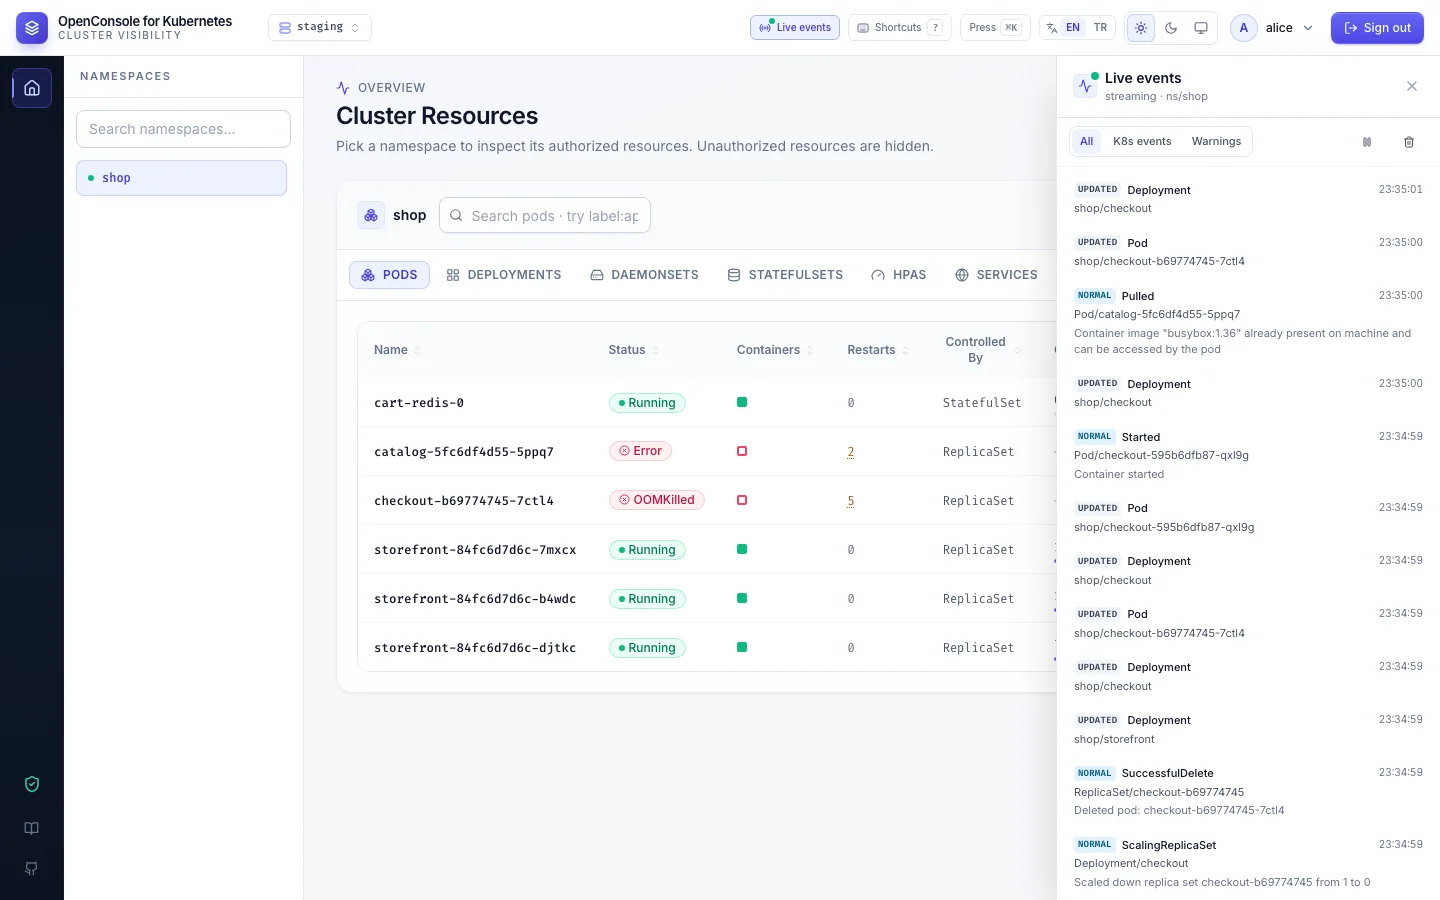 OpenConsole for Kubernetes
CLUSTER VISIBILITY
staging
Live events
Shortcuts ?
Press ⌘K
EN TR
A alice
Sign out
NAMESPACES
Search namespaces...
shop
OVERVIEW
Cluster Resources
Pick a namespace to inspect its authorized resources. Unauthorized resources are hidden.
shop
Search pods · try label:ap
PODS DEPLOYMENTS DAEMONSETS STATEFULSETS HPAS SERVICES
Name Status Containers Restarts Controlled By
cart-redis-0 Running 0 StatefulSet
catalog-5fc6df4d55-5ppq7 Error 2 ReplicaSet
checkout-b69774745-7ctl4 OOMKilled 5 ReplicaSet
storefront-84fc6d7d6c-7mxcx Running 0 ReplicaSet
storefront-84fc6d7d6c-b4wdc Running 0 ReplicaSet
storefront-84fc6d7d6c-djtkc Running 0 ReplicaSet
Live events
streaming · ns/shop
All K8s events Warnings
UPDATED Deployment 23:35:01
shop/checkout
UPDATED Pod 23:35:00
shop/checkout-b69774745-7ctl4
NORMAL Pulled 23:35:00
Pod/catalog-5fc6df4d55-5ppq7
Container image "busybox:1.36" already present on machine and
can be accessed by the pod
UPDATED Deployment 23:35:00
shop/checkout
NORMAL Started 23:34:59
Pod/checkout-595b6dfb87-qxl9g
Container started
UPDATED Pod 23:34:59
shop/checkout-595b6dfb87-qxl9g
UPDATED Deployment 23:34:59
shop/checkout
UPDATED Pod 23:34:59
shop/checkout-b69774745-7ctl4
UPDATED Deployment 23:34:59
shop/checkout
UPDATED Deployment 23:34:59
shop/storefront
NORMAL SuccessfulDelete 23:34:59
ReplicaSet/checkout-b69774745
Deleted pod: checkout-b69774745-7ctl4
NORMAL ScalingReplicaSet 23:34:59
Deployment/checkout
Scaled down replica set checkout-b69774745 from 1 to 0